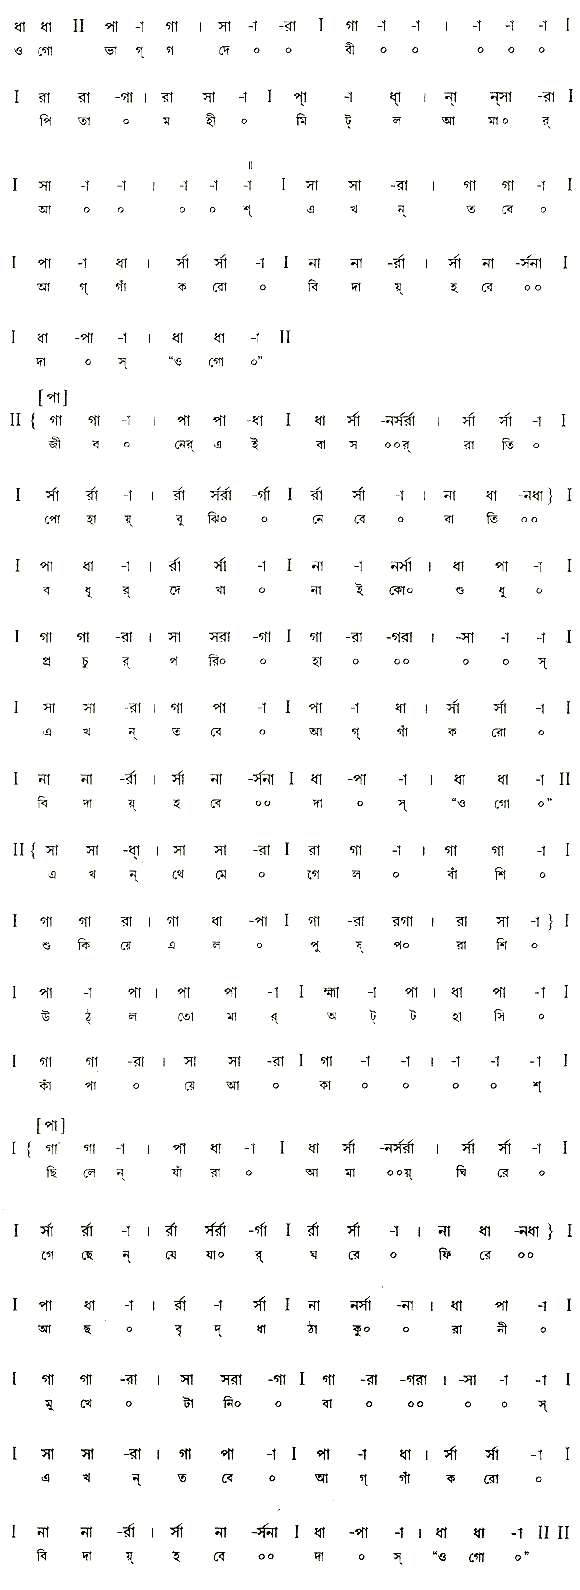 ধা ধা II পা -া গা । সা -া -রা I গা -া -া । -া -া -া I
ও গো ভা গ্ গ দে ০ ০ বী ০ ০ ০ ০ ০
I রা রা -গা । রা সা -া I প্া -া ধ্া । ন্া ন্সা -রা I
পি তা ০ ম হী ০ মি ট্ ল আ মা০ র্
॥
I সা -া -া । -া -া -া I সা সা -রা । গা গা -া I
আ ০ ০ ০ ০ শ্ এ খ ন্ ত বে ০
I পা -া ধা । র্সা র্সা -া I না না -র্রা । র্সা না -র্সনা I
আ গ্ গাঁ ক রো ০ বি দা য়্ হ বে ০০
I ধা -পা -া । ধা ধা -া II
দা ০ স্ “ও গো ০”
[পা]
II { গা গা -া । পা পা -ধা I ধা র্সা -নর্সর্রা । র্সা র্সা -া I
জী ব ০ নের্ এ ই বা স ০০র্ রা তি ০
I র্সা র্রা -া । র্রা র্সর্রা -র্গা I র্রা র্সা -া । না ধা -নধা } I
পো হা য়্ বু ঝি০ ০ নে বে ০ বা তি ০০
I পা ধা -া । র্রা র্সা -া I না -া নর্সা । ধা পা -া I
ব ধূ র্ দে খা ০ না ই কো০ শু ধু ০
I গা গা -রা । সা সরা -গা I গা -রা -গরা । -সা -া -া I
প্র চু র্ প রি০ ০ হা ০ ০০ ০ ০ স্
I সা সা -রা । গা পা -া I পা -া ধা । র্সা র্সা -া I
এ খ ন্ ত বে ০ আ গ্ গাঁ ক রো ০
I না না -র্রা । র্সা না -র্সনা I ধা -পা -া । ধা ধা -া II
বি দা য়্ হ বে ০০ দা ০ স্ “ও গো ০”
II { সা সা -ধ্া । সা সা -রা I রা গা -া । গা গা -া I
এ খ ন্ থে মে ০ গে ল ০ বাঁ শি ০
I গা গা রা । গা ধা -পা I গা -রা রগা । রা সা -া } I
শু কি য়ে এ ল ০ পু ষ্ প০ রা শি ০
I পা -া পা । পা পা -া I হ্মা -া পা । ধা পা -া I
উ ঠ্ ল তো মা র্ অ ট্ ট হা সি ০
I গা গা -রা । সা সা -রা I গা -া -া । -া -া -া I
কাঁ পা ০ য়ে আ ০ কা ০ ০ ০ ০ শ্
[পা]
I { গা গা -া । পা ধা -া I ধা র্সা -নর্সর্রা । র্সা র্সা -া I
ছি লে ন্ যাঁ রা ০ আ মা ০০য়্ ঘি রে ০
I র্সা র্রা -া । র্রা র্সর্রা -র্গা I র্রা র্সা -া । না ধা -নধা } I
গে ছে ন্ যে যা০ র্ ঘ রে ০ ফি রে ০০
I পা ধা -া । র্রা -া র্সা I না নর্সা -না । ধা পা -া I
আ ছ ০ বৃ দ্ ধা ঠা কু০ ০ রা নী ০
I গা গা -রা । সা সরা -গা I গা -রা -গরা । -সা -া -া I
মু খে ০ টা নি০ ০ বা ০ ০০ ০ ০ স্
I সা সা -রা । গা পা -া I পা -া ধা । র্সা র্সা -া I
এ খ ন্ ত বে ০ আ গ্ গাঁ ক রো ০
I না না -র্রা । র্সা না -র্সনা I ধা -পা -া । ধা ধা -া II II
বি দা য়্ হ বে ০০ দা ০ স্ “ও গো ০”